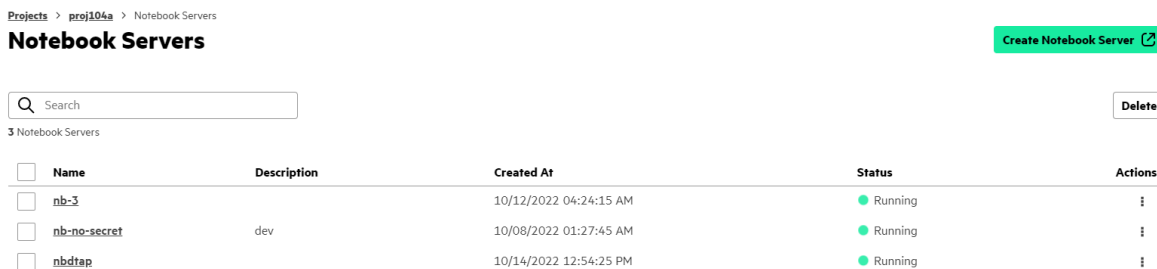 Projects > proj104a > Notebook Servers
Notebook Servers
Create Notebook Server
Search
Delete
3 Notebook Servers
Name Description Created At Status Actions
nb-3 10/12/2022 04:24:15 AM Running
nb-no-secret dev 10/08/2022 01:27:45 AM Running
nbdtap 10/14/2022 12:54:25 PM Running